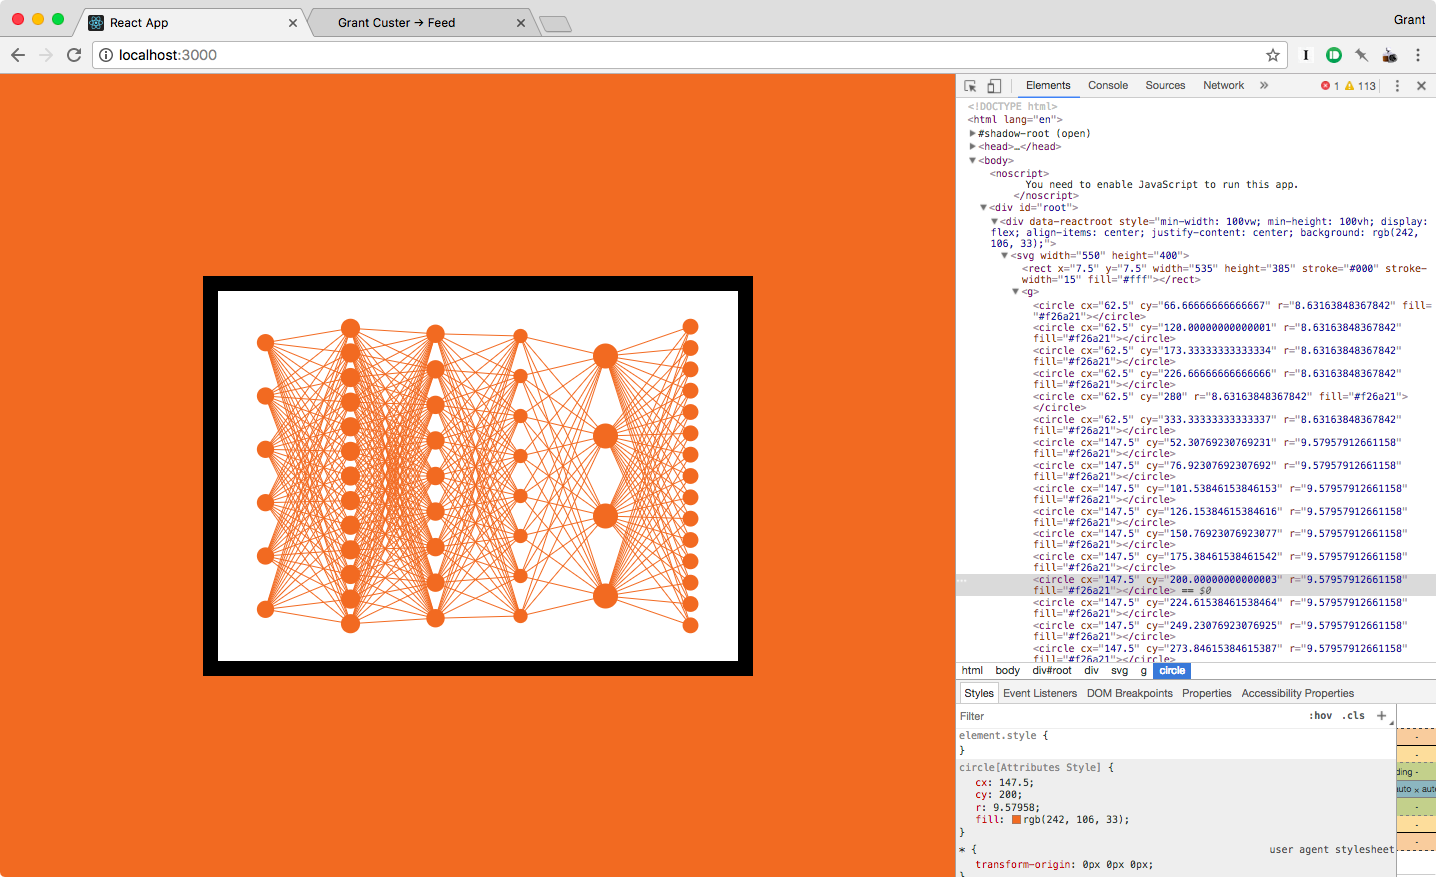 React App
Grant Custer → Feed
Grant
localhost:3000
Elements Console Sources Network » 1 113
<!DOCTYPE html>
<html lang="en">
#shadow-root (open)
<head>…</head>
<body>
<noscript>
You need to enable JavaScript to run this app.
</noscript>
<div id="root">
<div data-reactroot style="min-width: 100vw; min-height: 100vh; display:
flex; align-items: center; justify-content: center; background: rgb(242,
106, 33);">
<svg width="550" height="400">
<rect x="7.5" y="7.5" width="535" height="385" stroke="#000" stroke-
width="15" fill="#fff"></rect>
<g>
<circle cx="62.5" cy="66.66666666666667" r="8.63163848367842" fill=
"#f26a21"></circle>
<circle cx="62.5" cy="120.00000000000001" r="8.63163848367842"
fill="#f26a21"></circle>
<circle cx="62.5" cy="173.33333333333334" r="8.63163848367842"
fill="#f26a21"></circle>
<circle cx="62.5" cy="226.66666666666666" r="8.63163848367842"
fill="#f26a21"></circle>
<circle cx="62.5" cy="280" r="8.63163848367842" fill="#f26a21">
</circle>
<circle cx="62.5" cy="333.33333333333337" r="8.63163848367842"
fill="#f26a21"></circle>
<circle cx="147.5" cy="52.30769230769231" r="9.57957912661158"
fill="#f26a21"></circle>
<circle cx="147.5" cy="76.92307692307692" r="9.57957912661158"
fill="#f26a21"></circle>
<circle cx="147.5" cy="101.53846153846153" r="9.57957912661158"
fill="#f26a21"></circle>
<circle cx="147.5" cy="126.15384615384616" r="9.57957912661158"
fill="#f26a21"></circle>
<circle cx="147.5" cy="150.76923076923077" r="9.57957912661158"
fill="#f26a21"></circle>
<circle cx="147.5" cy="175.38461538461542" r="9.57957912661158"
fill="#f26a21"></circle>
<circle cx="147.5" cy="200.00000000000003" r="9.57957912661158"
fill="#f26a21"></circle> == $0
<circle cx="147.5" cy="224.61538461538464" r="9.57957912661158"
fill="#f26a21"></circle>
<circle cx="147.5" cy="249.23076923076925" r="9.57957912661158"
fill="#f26a21"></circle>
<circle cx="147.5" cy="273.84615384615387" r="9.57957912661158"
fill="#f26a21"></circle>
html body div#root div svg g circle
Styles Event Listeners DOM Breakpoints Properties Accessibility Properties
Filter :hov .cls +
element.style {
}
circle[Attributes Style] {
cx: 147.5;
cy: 200;
r: 9.57958;
fill: rgb(242, 106, 33);
}
* { user agent stylesheet
transform-origin: 0px 0px 0px;
}
ding -
auto × auto